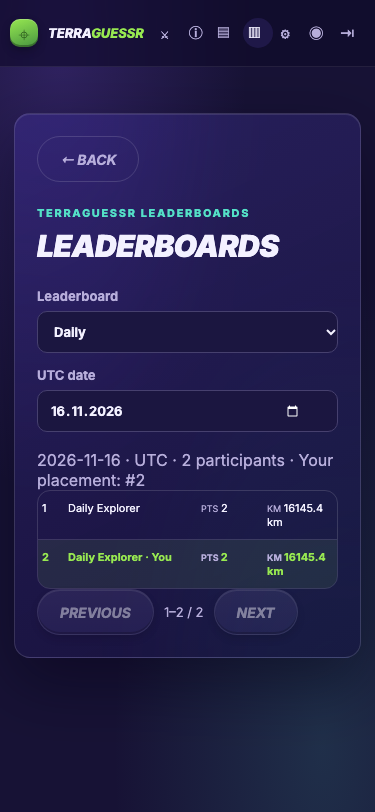 TERRAGUESSR
← BACK
TERRAGUESSR LEADERBOARDS
LEADERBOARDS
Leaderboard
Daily
UTC date
16.11.2026
2026-11-16 · UTC · 2 participants · Your
placement: #2
1 Daily Explorer PTS 2 KM 16145.4
km
2 Daily Explorer · You PTS 2 KM 16145.4
km
PREVIOUS 1–2 / 2 NEXT